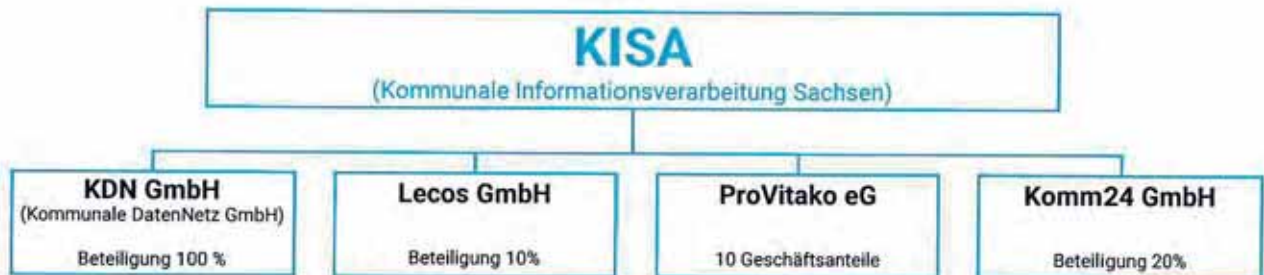 KISA
(Kommunale Informationsverarbeitung Sachsen)
KDN GmbH
(Kommunale DatenNetz GmbH)
Beteiligung 100 %
Lecos GmbH
Beteiligung 10%
ProVitako eG
10 Geschäftsanteile
Komm24 GmbH
Beteiligung 20%